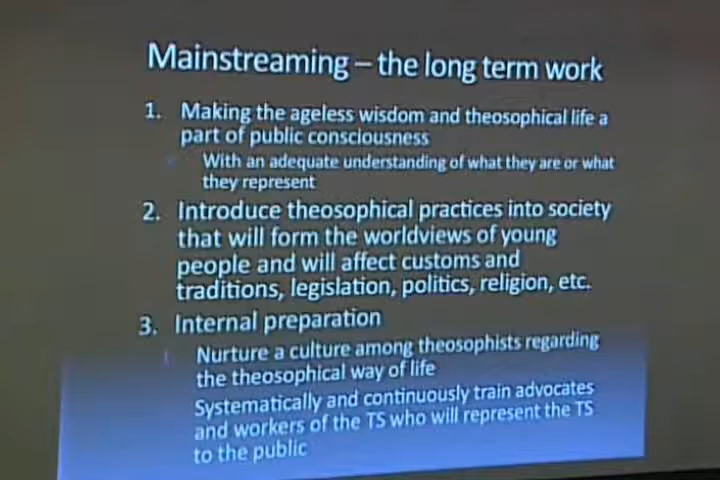 Mainstreaming – the long term work
1. Making the ageless wisdom and theosophical life a
part of public consciousness
With an adequate understanding of what they are or what
they represent
2. Introduce theosophical practices into society
that will form the worldviews of young
people and will affect customs and
traditions, legislation, politics, religion, etc.
3. Internal preparation
Nurture a culture among theosophists regarding
the theosophical way of life
Systematically and continuously train advocates
and workers of the TS who will represent the TS
to the public